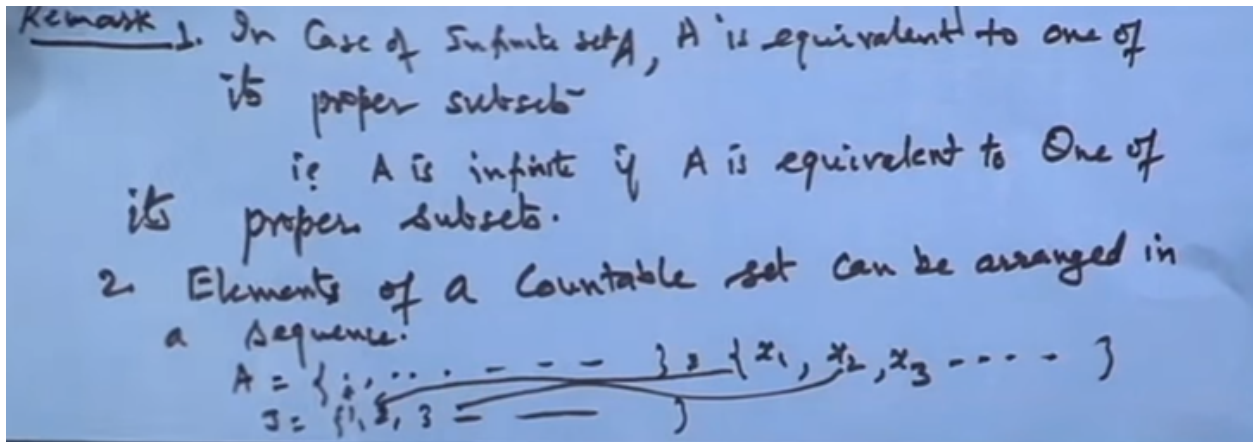 Remark 1. In Case of Infinite set A, A is equivalent to one of
its proper subsets
ie A is infinite if A is equivalent to One of
its proper subsets.
2. Elements of a Countable set can be arranged in
a sequence.
A = { . , . . . - - - } = { x1, x2, x3 - - - - }
J = { 1, 2, 3 — — }